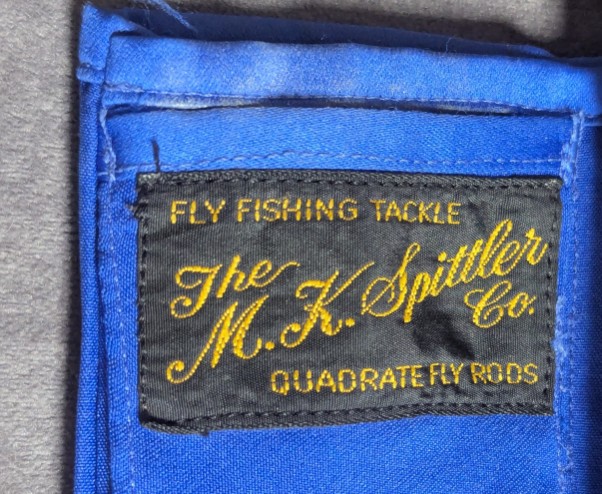 FLY FISHING TACKLE
The
M. K. Spittler
Co.
QUADRATE FLY RODS